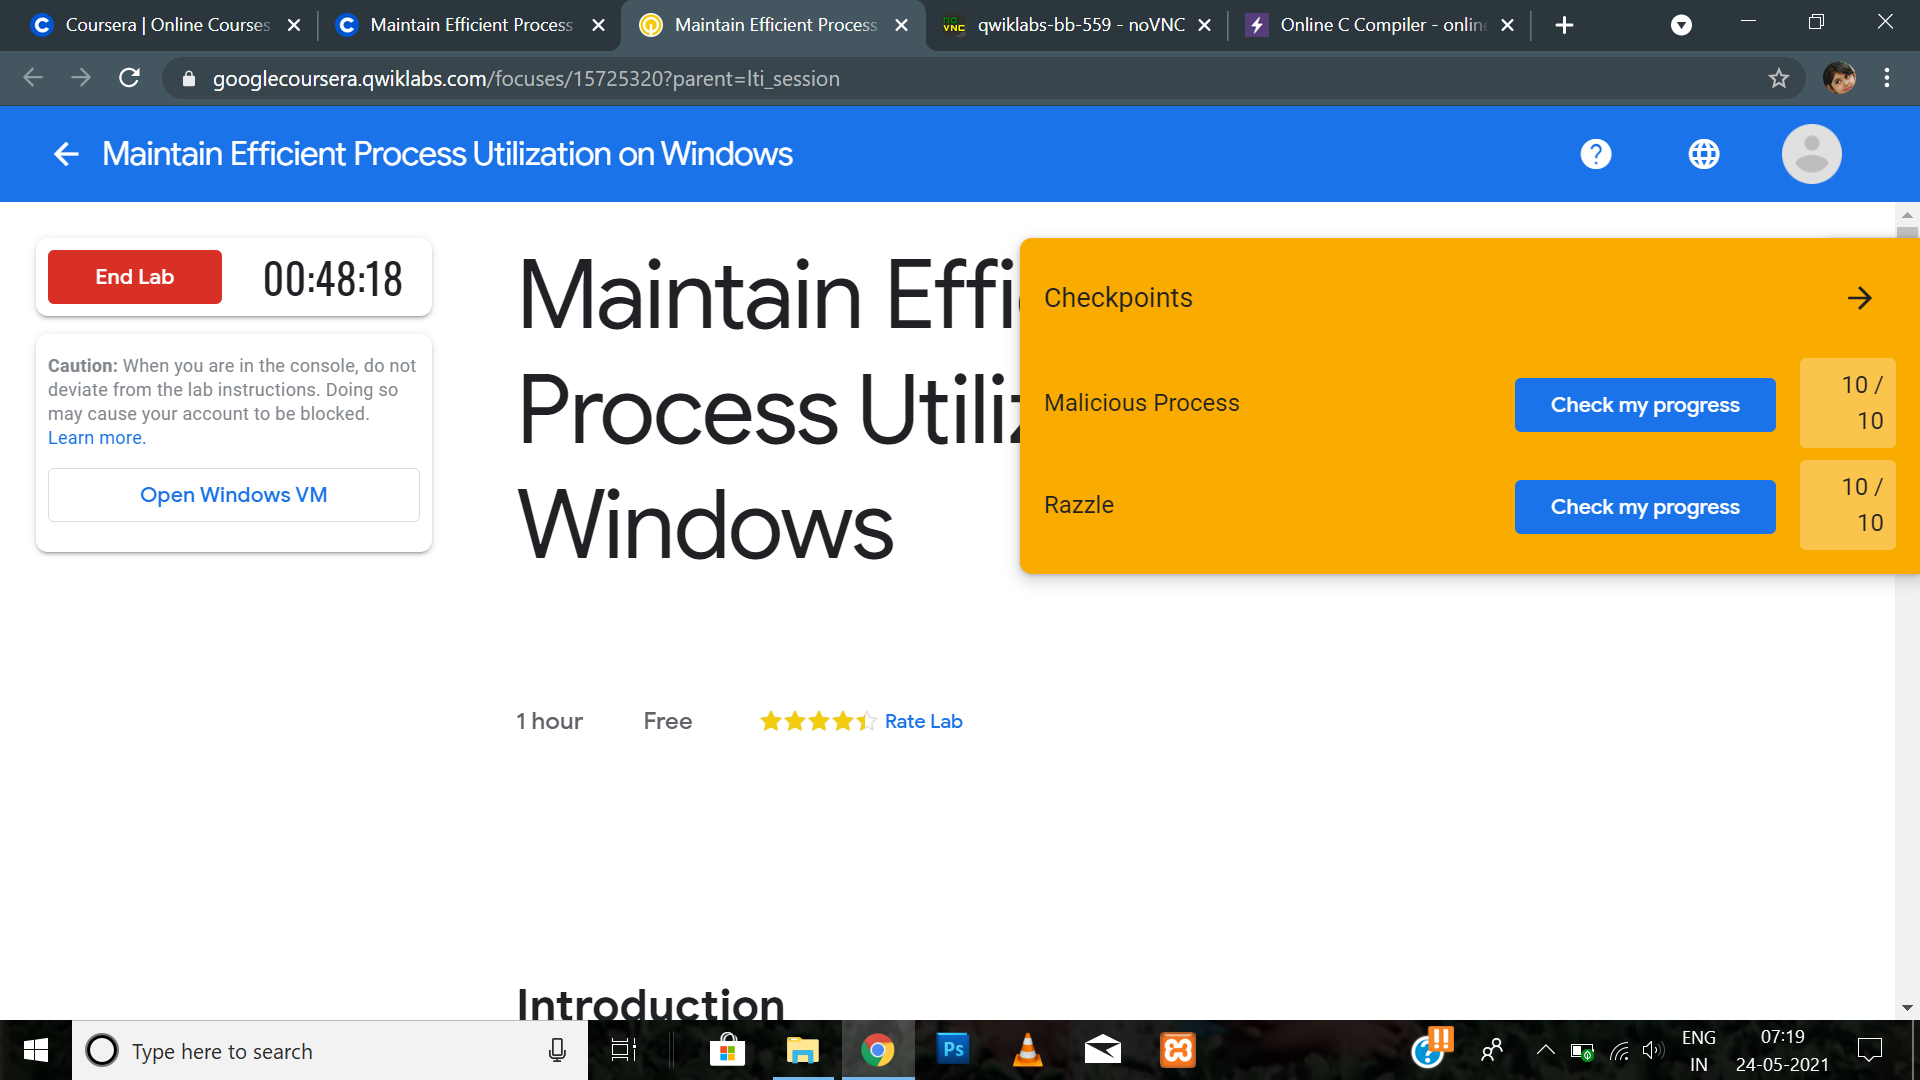 Coursera | Online Courses
Maintain Efficient Process
Maintain Efficient Process
qwiklabs-bb-559 - noVNC
Online C Compiler - online
googlecoursera.qwiklabs.com/focuses/15725320?parent=lti_session
Maintain Efficient Process Utilization on Windows
End Lab
00:48:18
Caution: When you are in the console, do not
deviate from the lab instructions. Doing so
may cause your account to be blocked.
Learn more.
Open Windows VM
Maintain Effi
Process Utiliz
Windows
Checkpoints
Malicious Process
Check my progress
10 /
10
Razzle
Check my progress
10 /
10
1 hour
Free
Rate Lab
Introduction
Type here to search
Ps
ENG
IN
07:19
24-05-2021